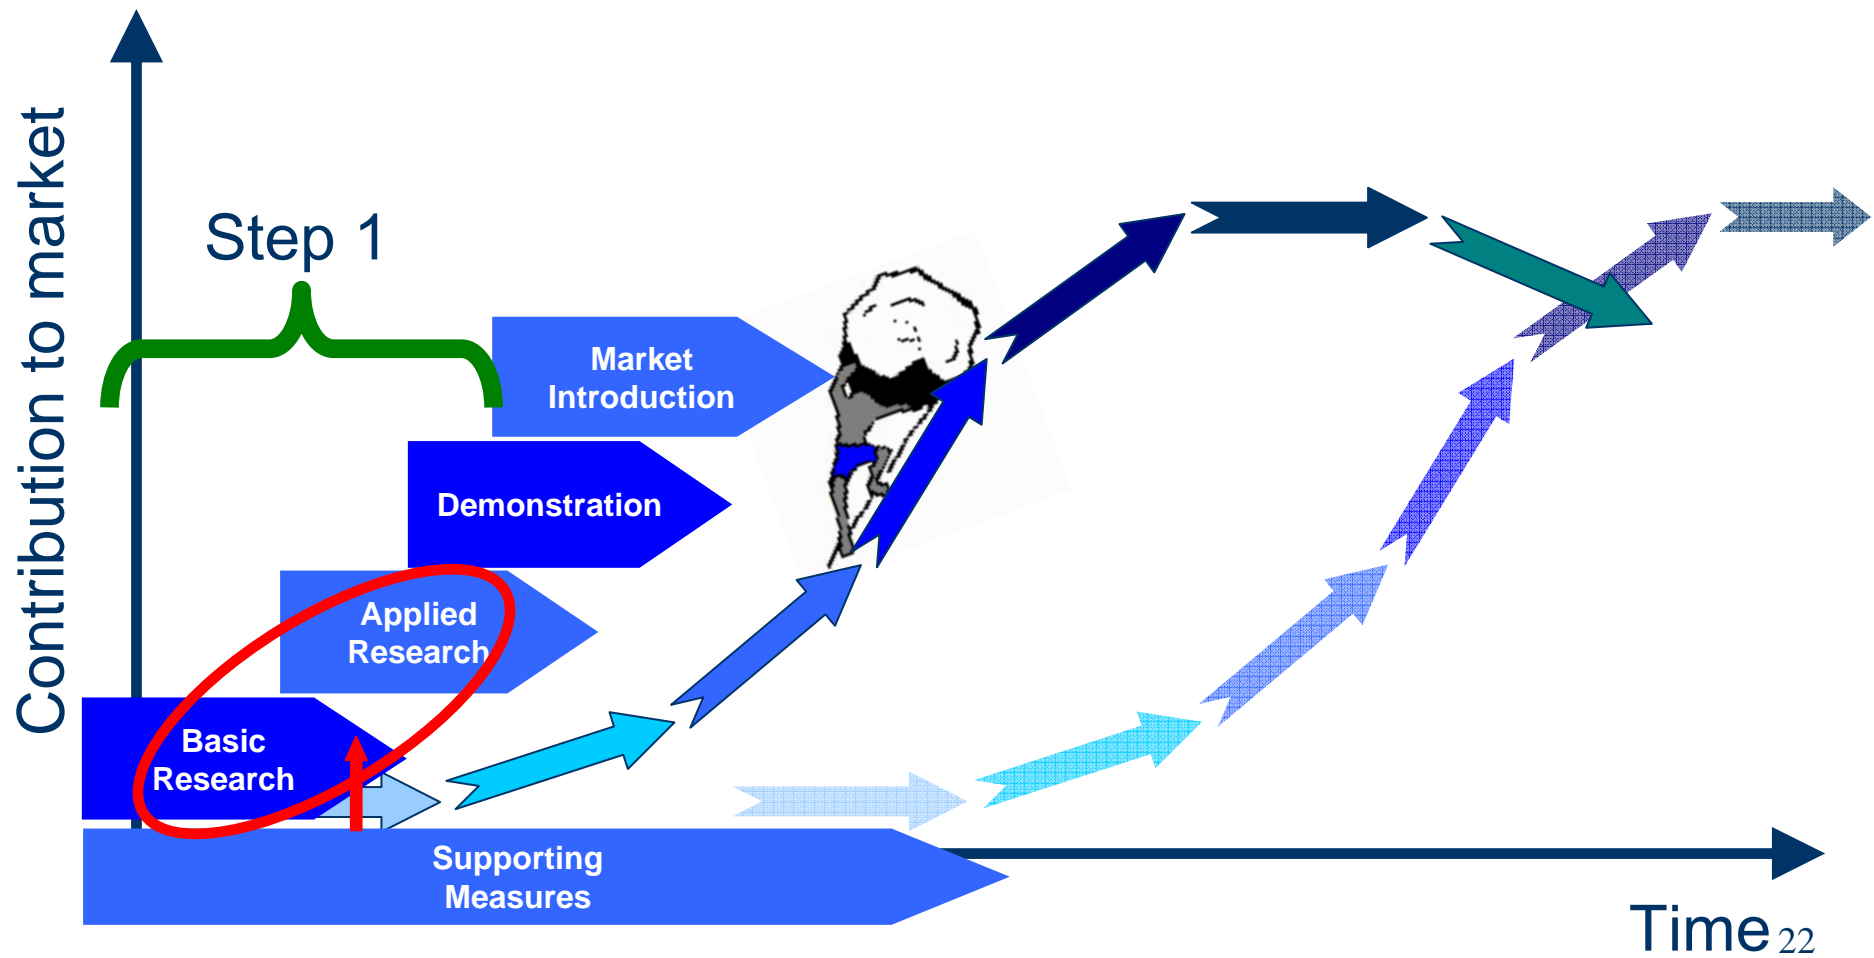 Contribution to market
Step 1
Market
Introduction
Demonstration
Applied
Research
Basic
Research
Supporting
Measures
Time
22